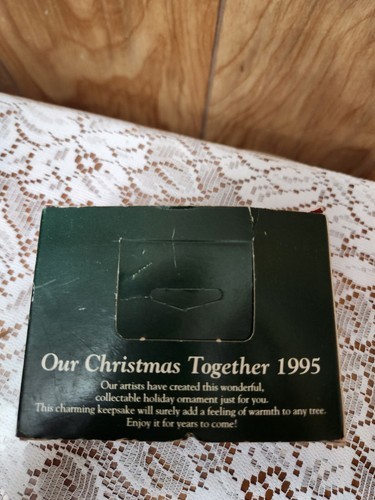 Our Christmas Together 1995
Our artists have created this wonderful,
collectable holiday ornament just for you.
This charming keepsake will surely add a feeling of warmth to any tree.
Enjoy it for years to come!